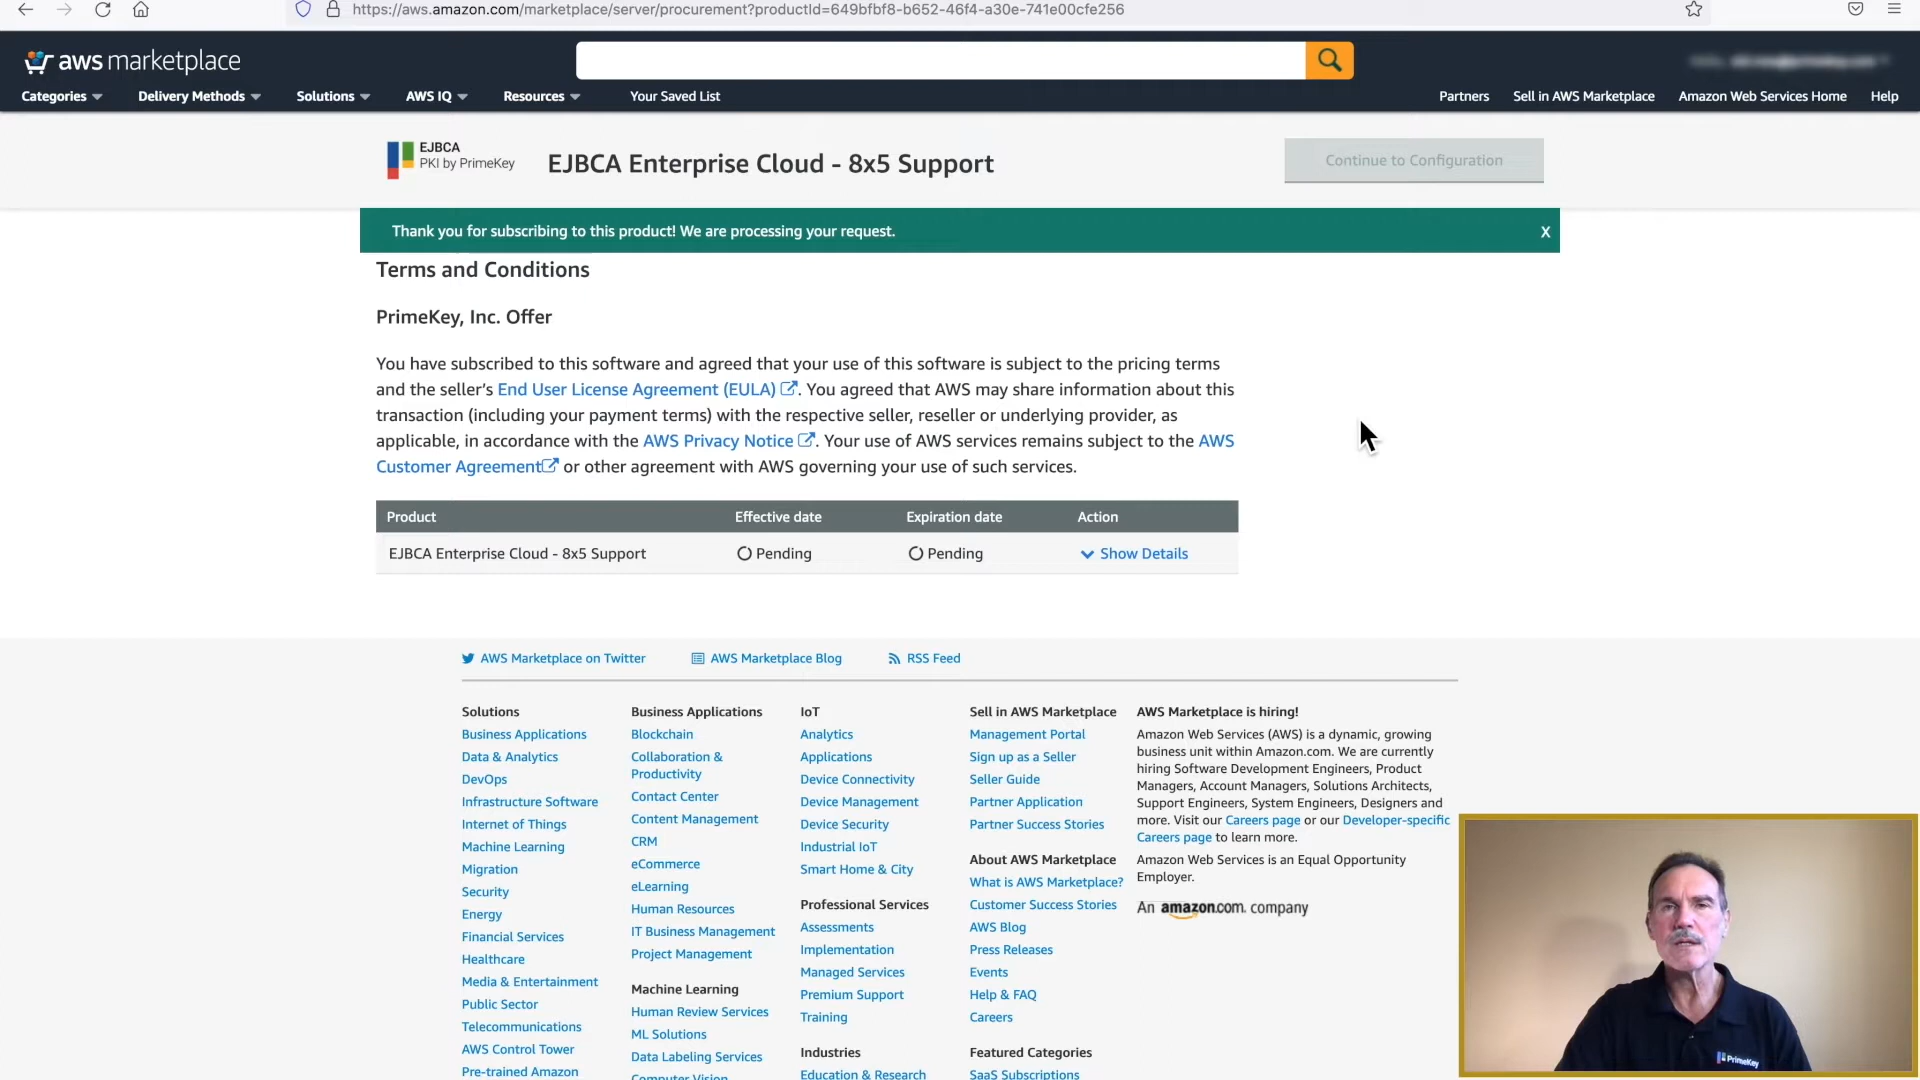 https://aws.amazon.com/marketplace/server/procurement?productId=649bfbf8-b652-46f4-a30e-741e00cfe256
aws marketplace
Categories Delivery Methods Solutions AWS IQ Resources Your Saved List Partners Sell in AWS Marketplace Amazon Web Services Home Help
EJBCA
PKI by PrimeKey
EJBCA Enterprise Cloud - 8x5 Support
Continue to Configuration
Thank you for subscribing to this product! We are processing your request. X
Terms and Conditions
PrimeKey, Inc. Offer
You have subscribed to this software and agreed that your use of this software is subject to the pricing terms
and the seller's End User License Agreement (EULA). You agreed that AWS may share information about this
transaction (including your payment terms) with the respective seller, reseller or underlying provider, as
applicable, in accordance with the AWS Privacy Notice. Your use of AWS services remains subject to the AWS
Customer Agreement or other agreement with AWS governing your use of such services.
Product Effective date Expiration date Action
EJBCA Enterprise Cloud - 8x5 Support Pending Pending Show Details
AWS Marketplace on Twitter AWS Marketplace Blog RSS Feed
Solutions
Business Applications
Data & Analytics
DevOps
Infrastructure Software
Internet of Things
Machine Learning
Migration
Security
Energy
Financial Services
Healthcare
Media & Entertainment
Public Sector
Telecommunications
AWS Control Tower
Pre-trained Amazon
Business Applications
Blockchain
Collaboration &
Productivity
Contact Center
Content Management
CRM
eCommerce
eLearning
Human Resources
IT Business Management
Project Management
Machine Learning
Human Review Services
ML Solutions
Data Labeling Services
Computer Vision
IoT
Analytics
Applications
Device Connectivity
Device Management
Device Security
Industrial IoT
Smart Home & City
Professional Services
Assessments
Implementation
Managed Services
Premium Support
Training
Industries
Education & Research
Sell in AWS Marketplace
Management Portal
Sign up as a Seller
Seller Guide
Partner Application
Partner Success Stories
About AWS Marketplace
What is AWS Marketplace?
Customer Success Stories
AWS Blog
Press Releases
Events
Help & FAQ
Careers
Featured Categories
SaaS Subscriptions
AWS Marketplace is hiring!
Amazon Web Services (AWS) is a dynamic, growing
business unit within Amazon.com. We are currently
hiring Software Development Engineers, Product
Managers, Account Managers, Solutions Architects,
Support Engineers, System Engineers, Designers and
more. Visit our Careers page or our Developer-specific
Careers page to learn more.
Amazon Web Services is an Equal Opportunity
Employer.
An amazon.com. company
PrimeKey